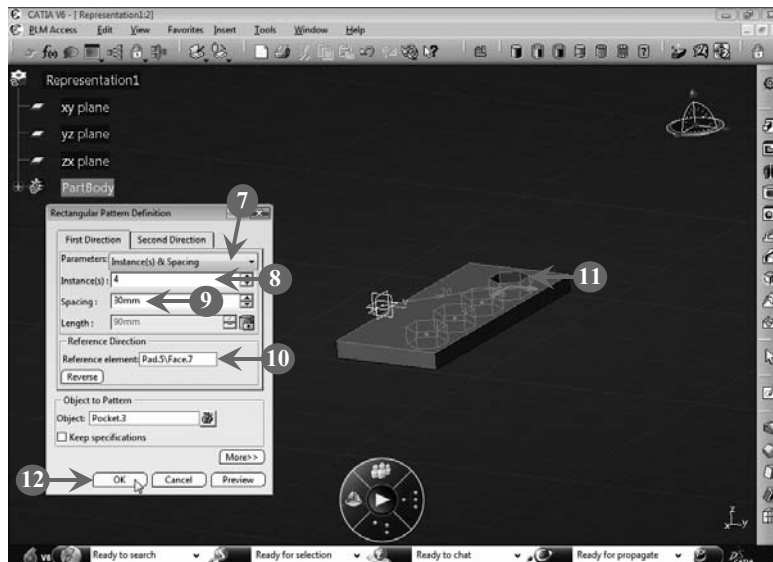 CATIA V6 - [ Representation1:2]
PLM Access Edit View Favorites Insert Tools Window Help
Representation1
xy plane
yz plane
zx plane
PartBody
7
Rectangular Pattern Definition
First Direction Second Direction
Parameters: Instance(s) & Spacing
Instance(s) : 4
8
Spacing : 30mm
9
Length : 90mm
Reference Direction
Reference element: Pad.5\Face.7
10
Reverse
Object to Pattern
Object: Pocket.3
Keep specifications
More>>
12
OK Cancel Preview
11
z
x y
V6 Ready to search Ready for selection Ready to chat Ready for propagate
CATIA